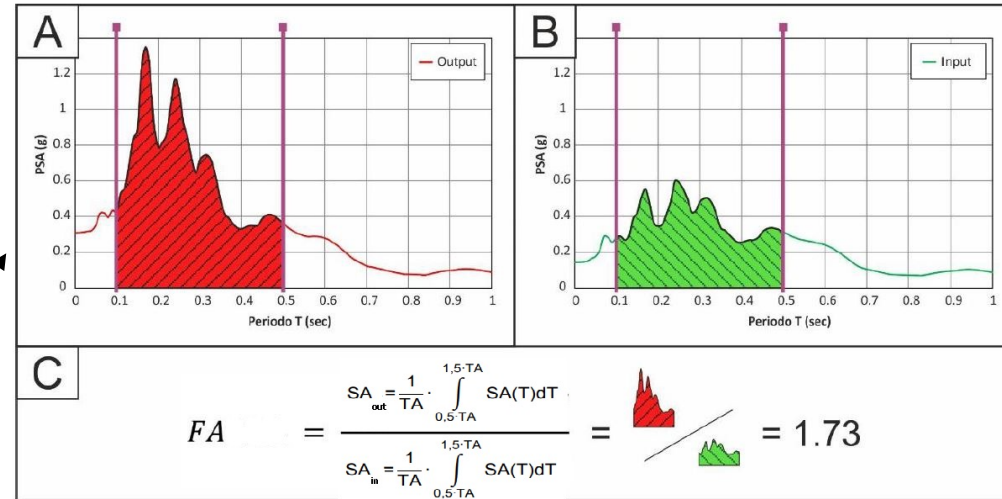 A
Output
PSA (g)
1.2
1
0.8
0.6
0.4
0.2
0
0 0.1 0.2 0.3 0.4 0.5 0.6 0.7 0.8 0.9 1
Periodo T (sec)
B
Input
PSA (g)
1.2
1
0.8
0.6
0.4
0.2
0
0 0.1 0.2 0.3 0.4 0.5 0.6 0.7 0.8 0.9 1
Periodo T (sec)
C
FA = SA out = 1/TA · ∫ 0,5·TA 1,5·TA SA(T)dT
SA in = 1/TA · ∫ 0,5·TA 1,5·TA SA(T)dT
= / = 1.73